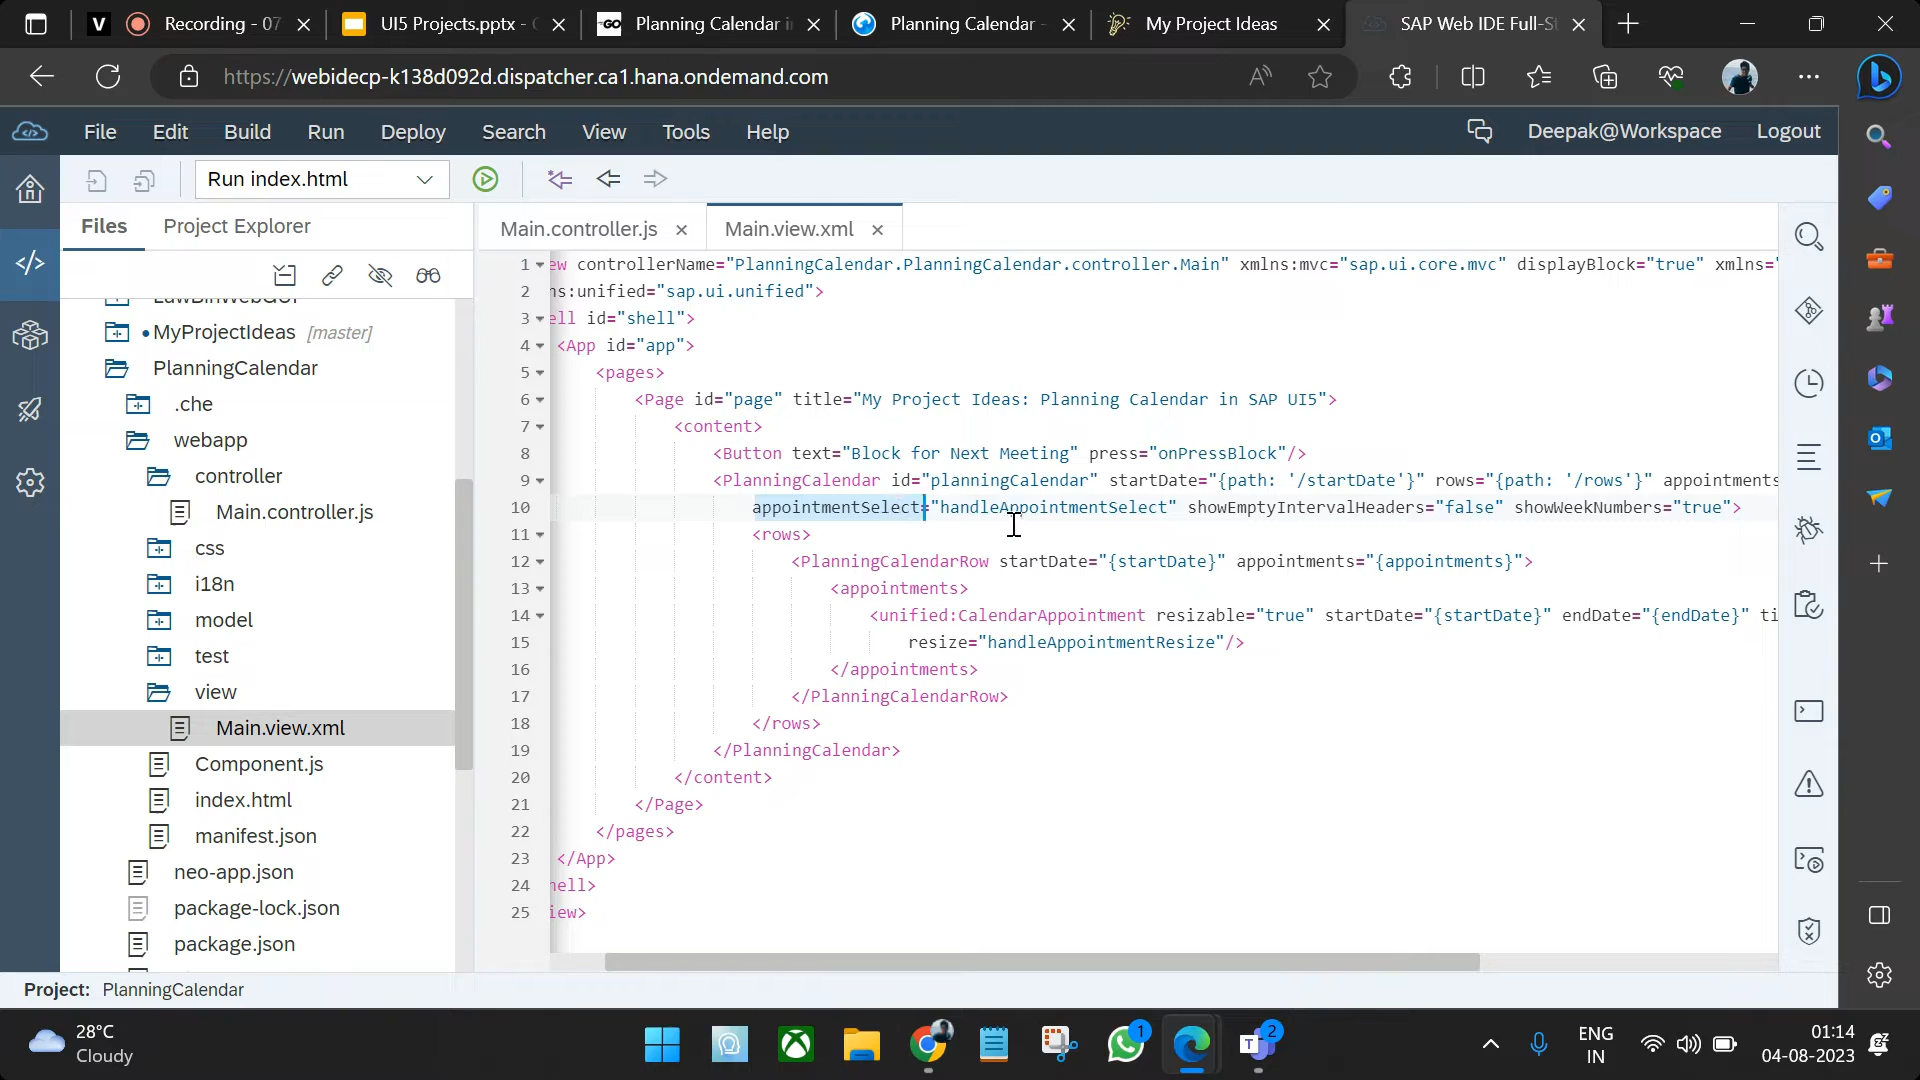 V
Recording - 07
UI5 Projects.pptx -
GO
Planning Calendar i
Planning Calendar -
My Project Ideas
SAP Web IDE Full-St
https://webidecp-k138d092d.dispatcher.ca1.hana.ondemand.com
File Edit Build Run Deploy Search View Tools Help
Deepak@Workspace Logout
Run index.html
Files Project Explorer
Main.controller.js
Main.view.xml
MyProjectIdeas [master]
PlanningCalendar
.che
webapp
controller
Main.controller.js
css
i18n
model
test
view
Main.view.xml
Component.js
index.html
manifest.json
neo-app.json
package-lock.json
package.json
1 ew controllerName="PlanningCalendar.PlanningCalendar.controller.Main" xmlns:mvc="sap.ui.core.mvc" displayBlock="true" xmlns="
2 ns:unified="sap.ui.unified">
3 ell id="shell">
4 <App id="app">
5 <pages>
6 <Page id="page" title="My Project Ideas: Planning Calendar in SAP UI5">
7 <content>
8 <Button text="Block for Next Meeting" press="onPressBlock"/>
9 <PlanningCalendar id="planningCalendar" startDate="{path: '/startDate'}" rows="{path: '/rows'}" appointments
10 appointmentSelect="handleAppointmentSelect" showEmptyIntervalHeaders="false" showWeekNumbers="true">
11 <rows>
12 <PlanningCalendarRow startDate="{startDate}" appointments="{appointments}">
13 <appointments>
14 <unified:CalendarAppointment resizable="true" startDate="{startDate}" endDate="{endDate}" ti
15 resize="handleAppointmentResize"/>
16 </appointments>
17 </PlanningCalendarRow>
18 </rows>
19 </PlanningCalendar>
20 </content>
21 </Page>
22 </pages>
23 </App>
24 hell>
25 iew>
Project: PlanningCalendar
28°C
Cloudy
1
T
2
ENG
IN
01:14
04-08-2023